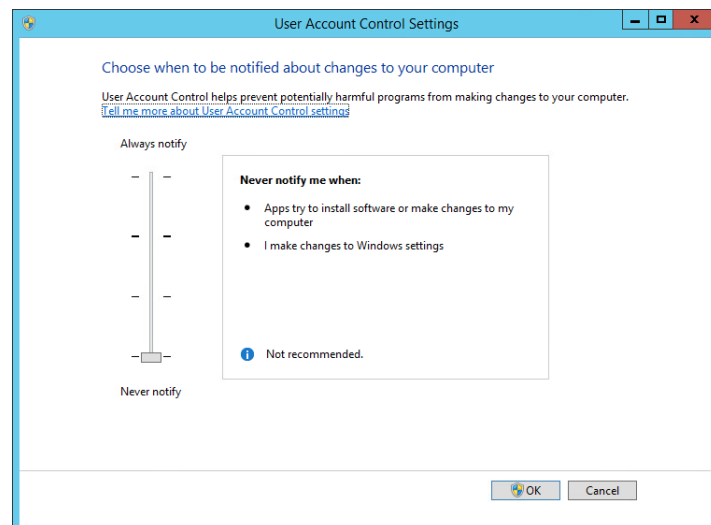 User Account Control Settings
Choose when to be notified about changes to your computer
User Account Control helps prevent potentially harmful programs from making changes to your computer.
Tell me more about User Account Control settings
Always notify
Never notify me when:
• Apps try to install software or make changes to my
computer
• I make changes to Windows settings
Not recommended.
Never notify
OK
Cancel